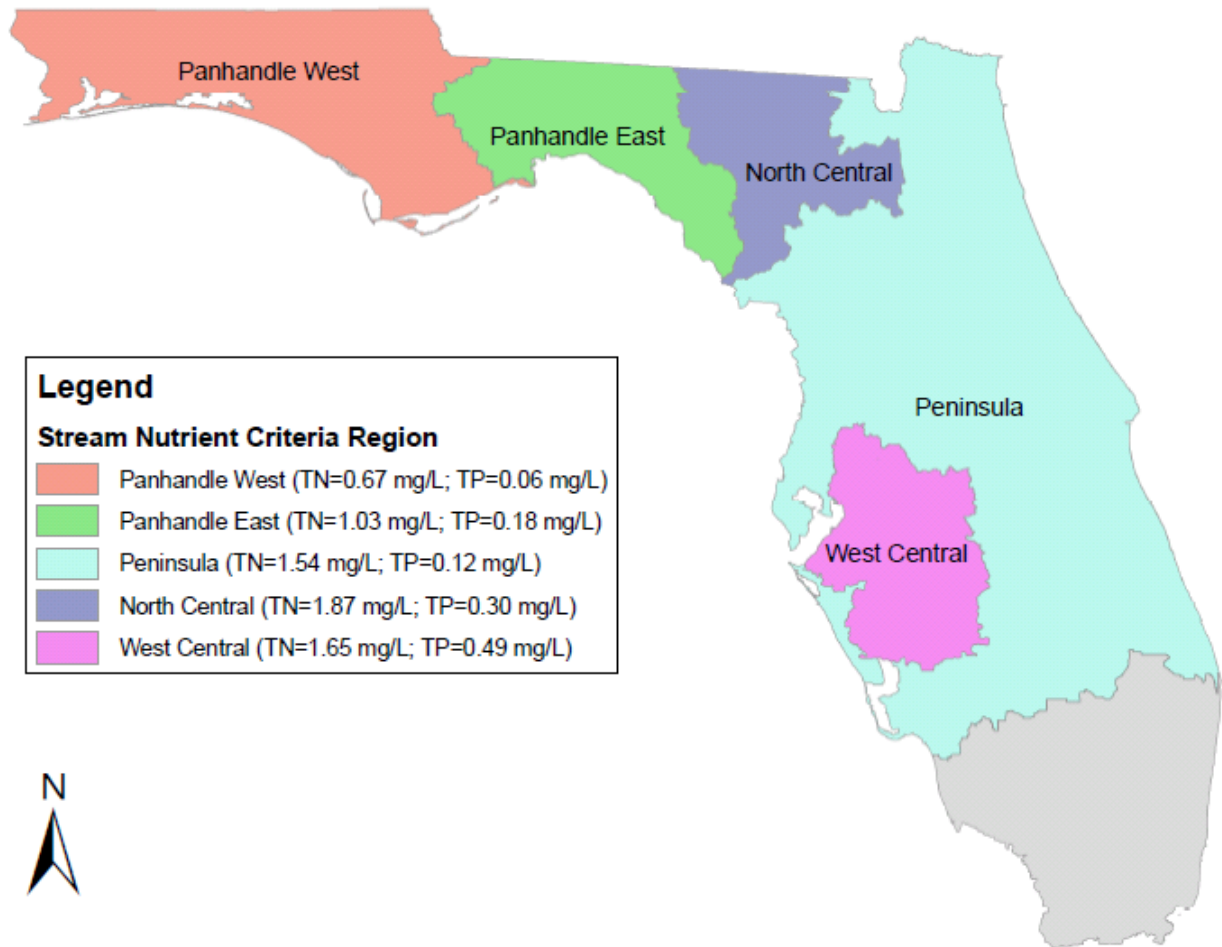 Panhandle West
Panhandle East
North Central
Peninsula
West Central
Legend
Stream Nutrient Criteria Region
Panhandle West (TN=0.67 mg/L; TP=0.06 mg/L)
Panhandle East (TN=1.03 mg/L; TP=0.18 mg/L)
Peninsula (TN=1.54 mg/L; TP=0.12 mg/L)
North Central (TN=1.87 mg/L; TP=0.30 mg/L)
West Central (TN=1.65 mg/L; TP=0.49 mg/L)
N